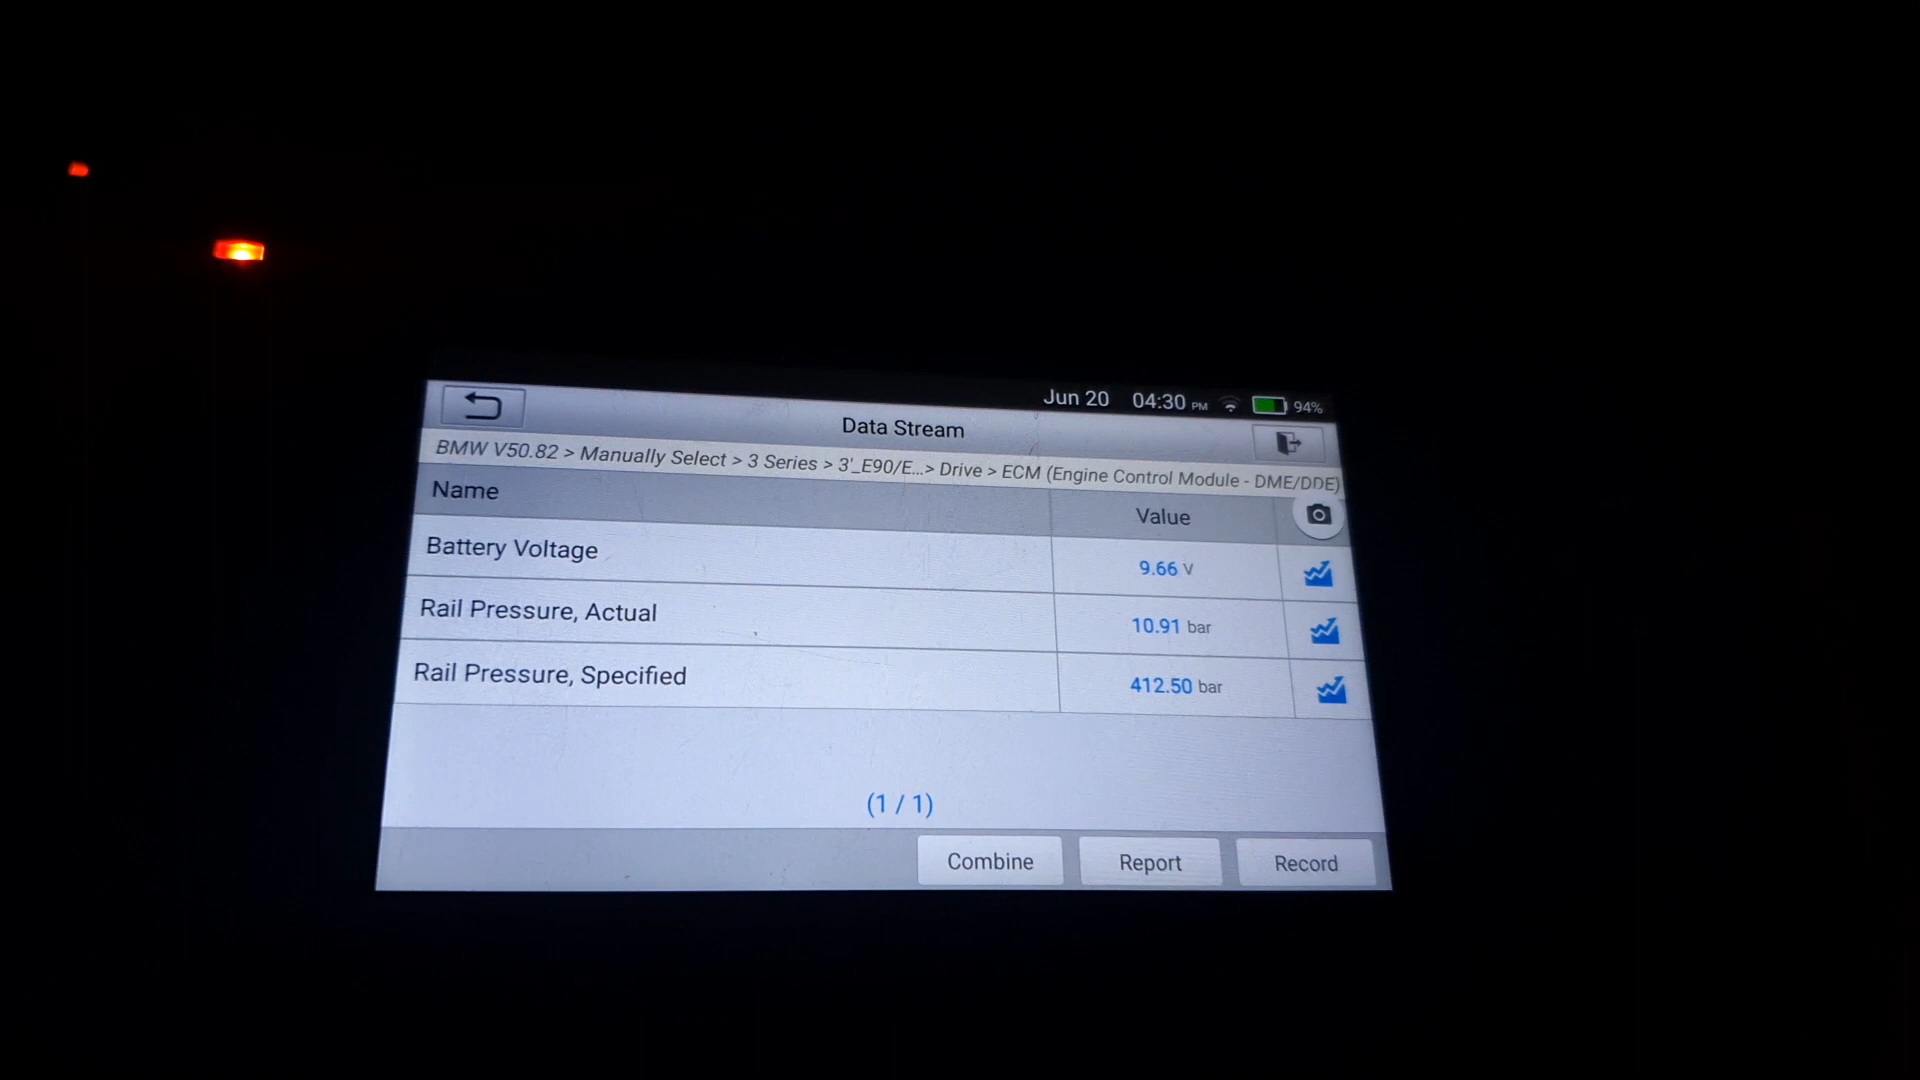 Jun 20 04:30 PM 94%
Data Stream
BMW V50.82 > Manually Select > 3 Series > 3'_E90/E...> Drive > ECM (Engine Control Module - DME/DDE)
Name Value
Battery Voltage 9.66 V
Rail Pressure, Actual 10.91 bar
Rail Pressure, Specified 412.50 bar
(1 / 1)
Combine Report Record